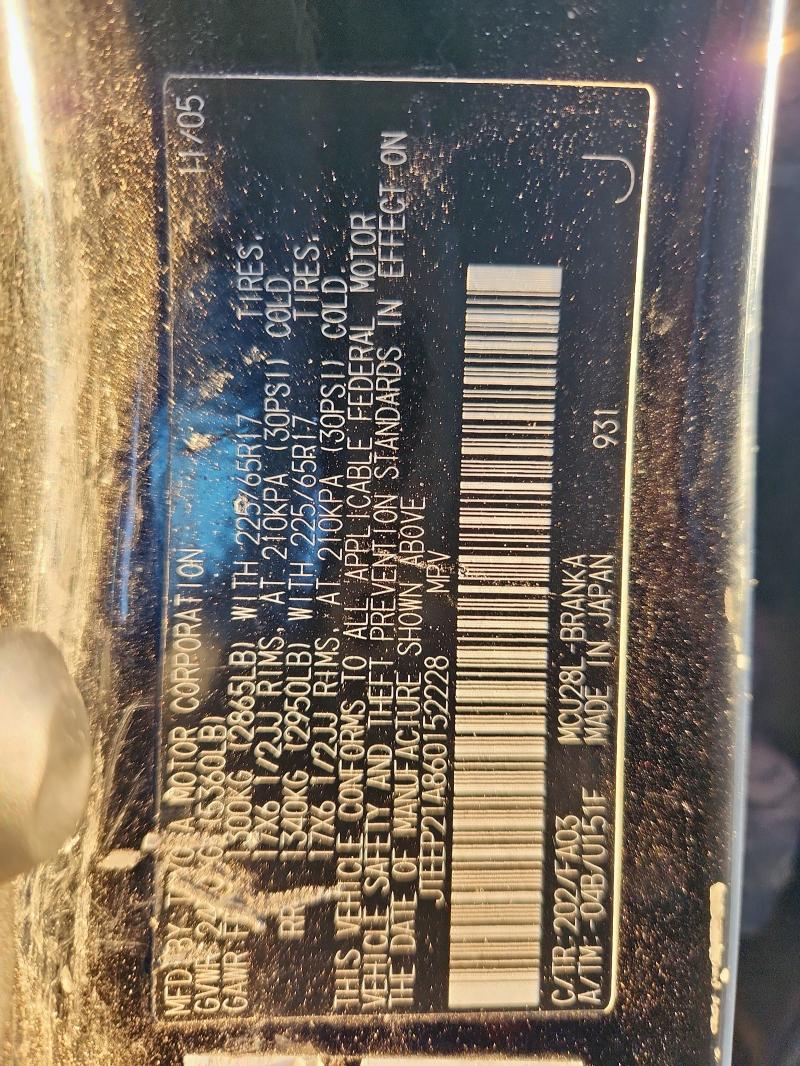 MFD. BY TOYOTA MOTOR CORPORATION 11/05
(5360LB)
GAWR (2865LB) WITH 225/65R17 TIRES,
17X6 1/2JJ RIMS, AT 210KPA (30PSI) COLD.
RR 1340KG (2950LB) WITH 225/65R17 TIRES,
17X6 1/2JJ RIMS, AT 210KPA (30PSI) COLD.
THIS VEHICLE CONFORMS TO ALL APPLICABLE FEDERAL MOTOR
VEHICLE SAFETY AND THEFT PREVENTION STANDARDS IN EFFECT ON
THE DATE OF MANUFACTURE SHOWN ABOVE.
JTEEP21A860152228 MPV
C/TR: 202/FA03 MCU28L-BRANKA 931
A/TM: -04B/U151F MADE IN JAPAN J